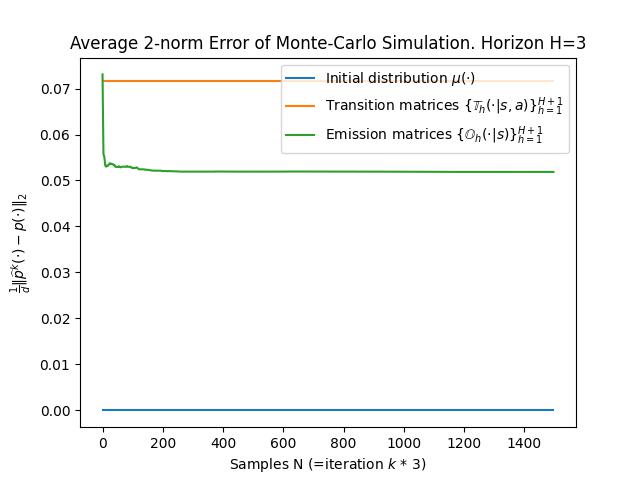 Average 2-norm Error of Monte-Carlo Simulation. Horizon H=3
Initial distribution μ(·)
Transition matrices {𝕋ₕ(·|s, a)}ₕ₌₁ᴴ⁺¹
Emission matrices {𝕆ₕ(·|s)}ₕ₌₁ᴴ⁺¹
0.07
0.06
0.05
0.04
0.03
0.02
0.01
0.00
1/d ‖p̂ᵏ(·) − p(·)‖₂
0 200 400 600 800 1000 1200 1400
Samples N (=iteration k * 3)